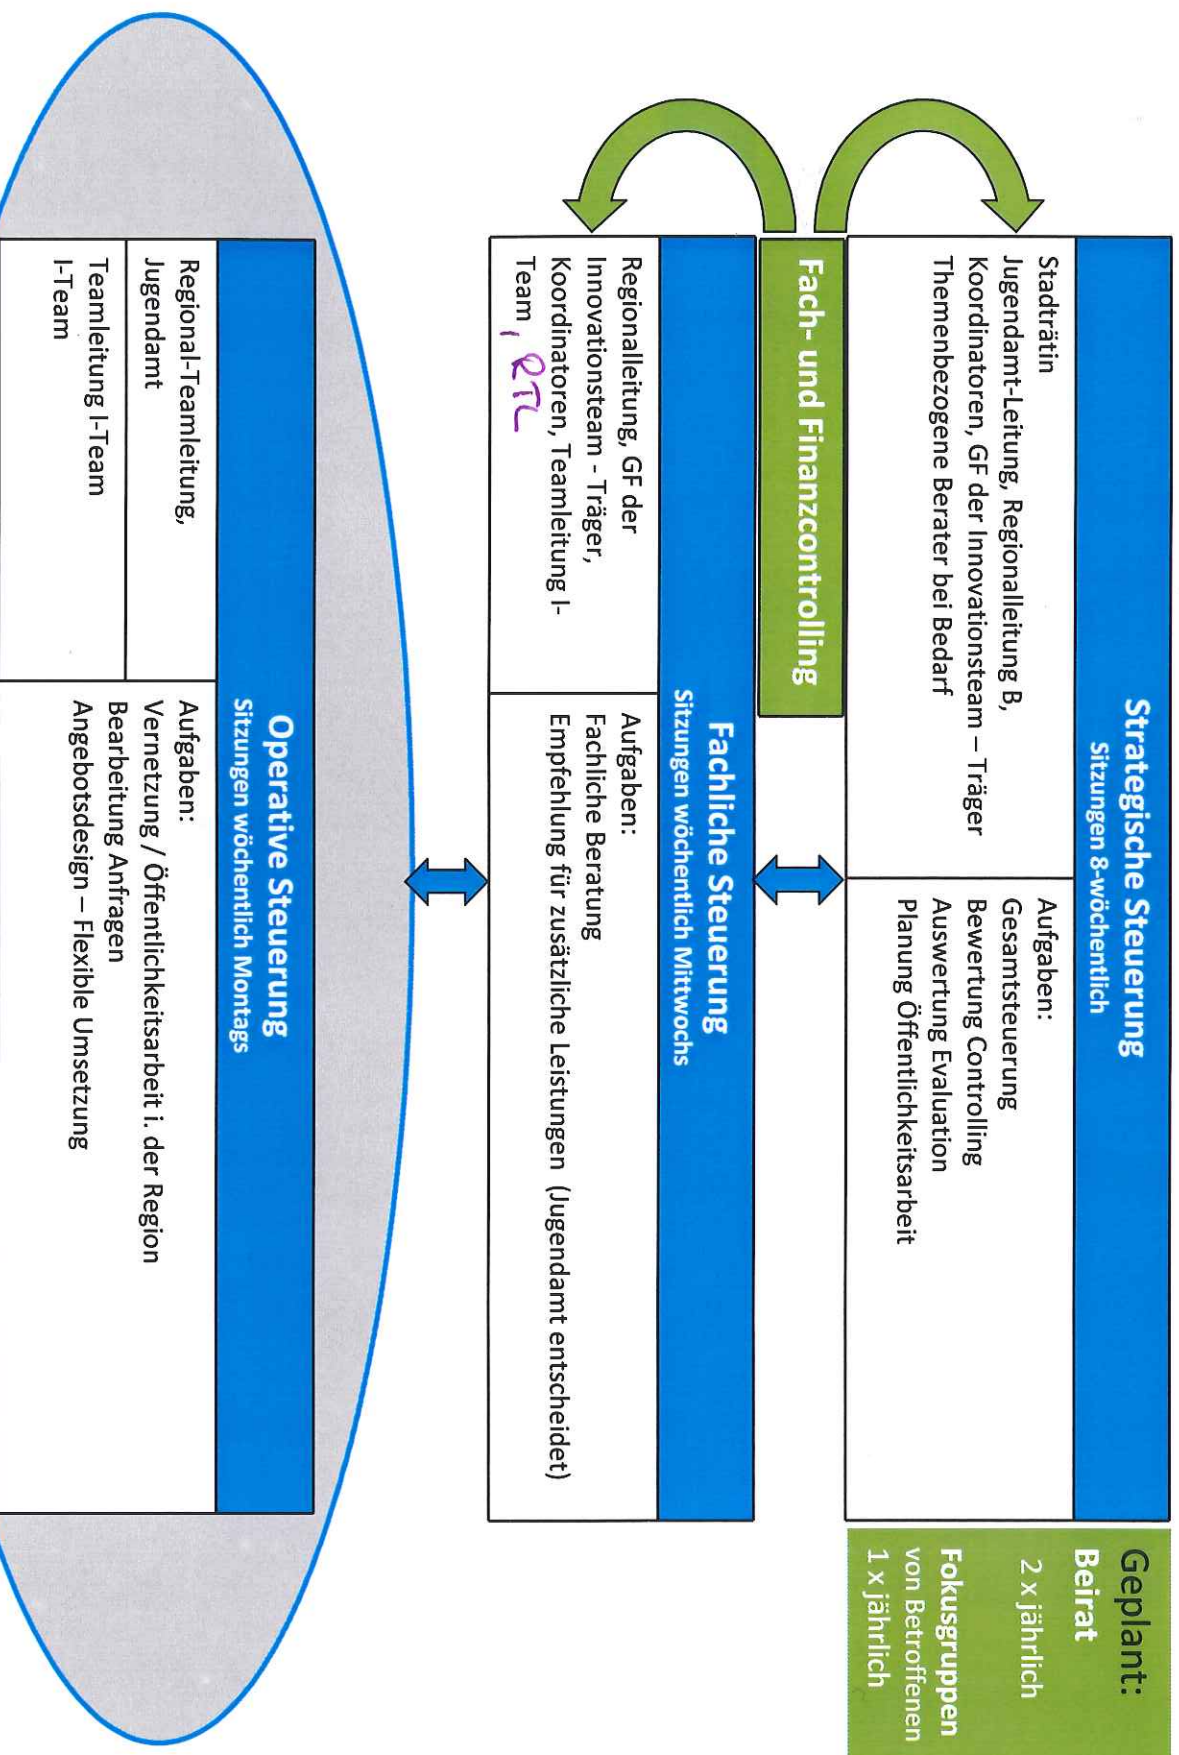 Strategische Steuerung
Sitzungen 8-wöchentlich
Stadträtin
Jugendamt-Leitung, Regionalleitung B,
Koordinatoren, GF der Innovationsteam – Träger
Themenbezogene Berater bei Bedarf
Aufgaben:
Gesamtsteuerung
Bewertung Controlling
Auswertung Evaluation
Planung Öffentlichkeitsarbeit
Geplant:
Beirat
2 x jährlich
Fokusgruppen
von Betroffenen
1 x jährlich
Fach- und Finanzcontrolling
Fachliche Steuerung
Sitzungen wöchentlich Mittwochs
Regionalleitung, GF der
Innovationsteam - Träger,
Koordinatoren, Teamleitung I-
Team , RTL
Aufgaben:
Fachliche Beratung
Empfehlung für zusätzliche Leistungen (Jugendamt entscheidet)
Operative Steuerung
Sitzungen wöchentlich Montags
Regional-Teamleitung,
Jugendamt
Teamleitung I-Team
I-Team
Aufgaben:
Vernetzung / Öffentlichkeitsarbeit i. der Region
Bearbeitung Anfragen
Angebotsdesign – Flexible Umsetzung